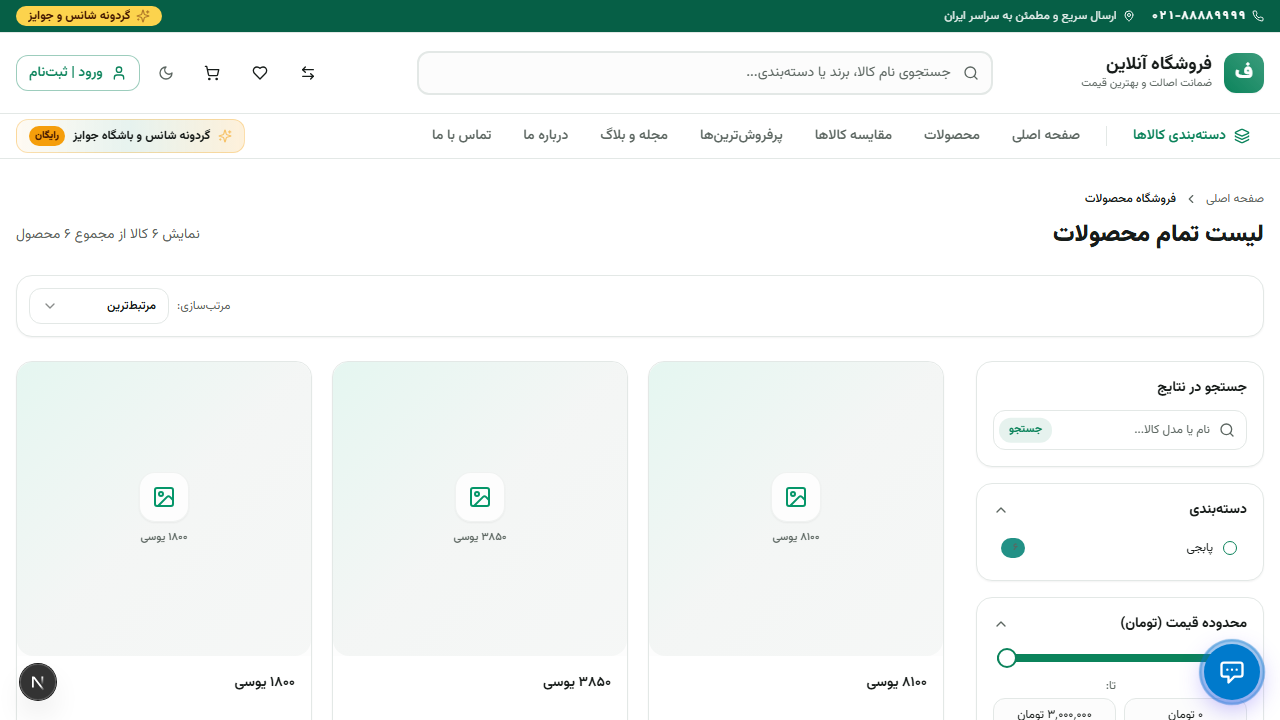 ۰۲۱-۸۸۸۸۹۹۹۹
ارسال سریع و مطمئن به سراسر ایران
گردونه شانس و جوایز
ف
فروشگاه آنلاین
ضمانت اصالت و بهترین قیمت
جستجوی نام کالا، برند یا دسته‌بندی...
ورود | ثبت‌نام
دسته‌بندی کالاها
صفحه اصلی
محصولات
مقایسه کالاها
پرفروش‌ترین‌ها
مجله و بلاگ
درباره ما
تماس با ما
گردونه شانس و باشگاه جوایز
رایگان
صفحه اصلی
فروشگاه محصولات
لیست تمام محصولات
نمایش ۶ کالا از مجموع ۶ محصول
مرتب‌سازی:
مرتبط‌ترین
جستجو در نتایج
نام یا مدل کالا...
جستجو
دسته‌بندی
پابجی
محدوده قیمت (تومان)
تا:
۰ تومان
۳,۰۰۰,۰۰۰ تومان
۸۱۰۰ یوسی
۸۱۰۰ یوسی
۳۸۵۰ یوسی
۳۸۵۰ یوسی
۱۸۰۰ یوسی
۱۸۰۰ یوسی
N